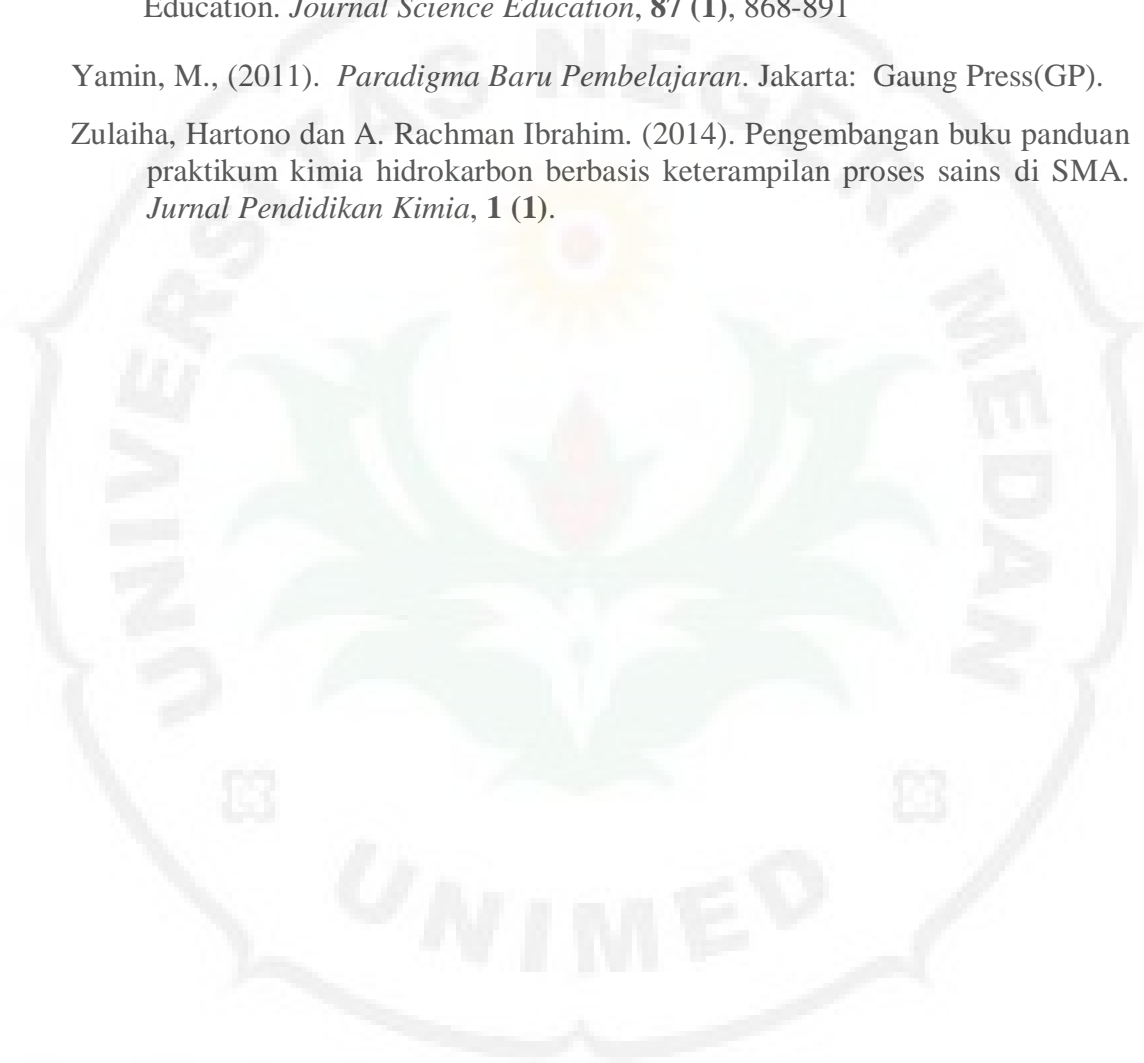 Education. Journal Science Education, 87 (1), 868-891
Yamin, M., (2011). Paradigma Baru Pembelajaran. Jakarta: Gaung Press(GP).
Zulaiha, Hartono dan A. Rachman Ibrahim. (2014). Pengembangan buku panduan
praktikum kimia hidrokarbon berbasis keterampilan proses sains di SMA.
Jurnal Pendidikan Kimia, 1 (1).
UNIVERSITAS NEGERI MEDAN
UNIMED